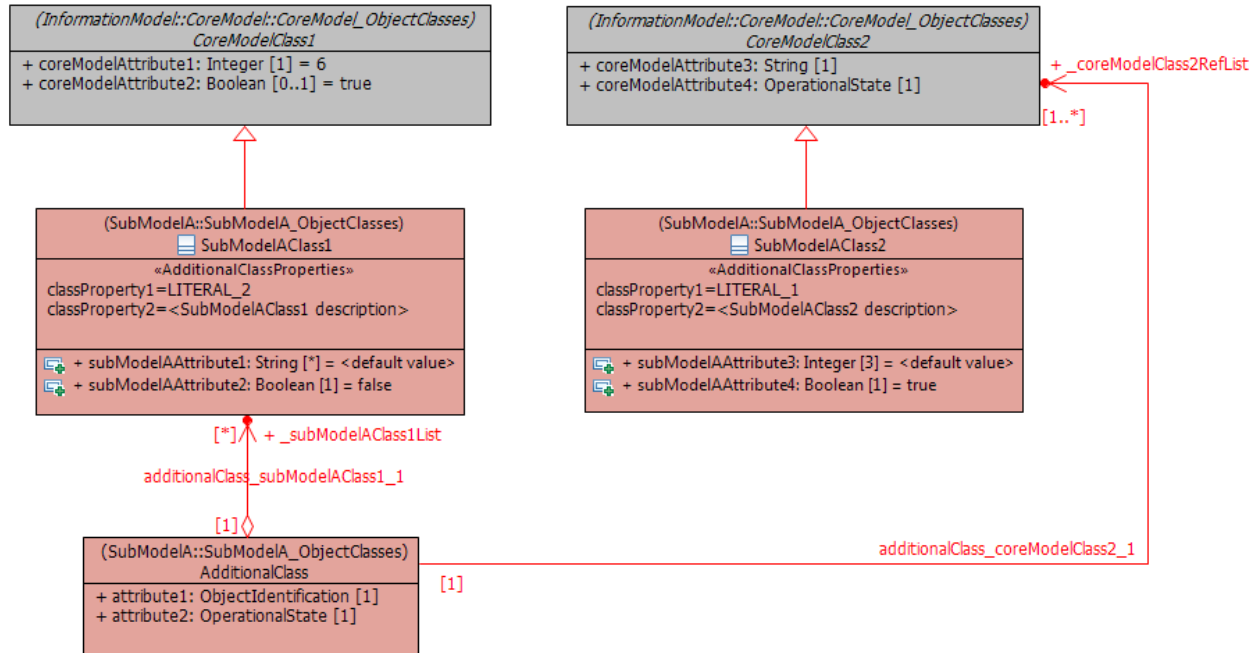 (InformationModel::CoreModel::CoreModel_ObjectClasses)
CoreModelClass1
+ coreModelAttribute1: Integer [1] = 6
+ coreModelAttribute2: Boolean [0..1] = true
(InformationModel::CoreModel::CoreModel_ObjectClasses)
CoreModelClass2
+ coreModelAttribute3: String [1]
+ coreModelAttribute4: OperationalState [1]
+ _coreModelClass2RefList
[1..*]
(SubModelA::SubModelA_ObjectClasses)
SubModelAClass1
«AdditionalClassProperties»
classProperty1=LITERAL_2
classProperty2=<SubModelAClass1 description>
+ subModelAAttribute1: String [*] = <default value>
+ subModelAAttribute2: Boolean [1] = false
(SubModelA::SubModelA_ObjectClasses)
SubModelAClass2
«AdditionalClassProperties»
classProperty1=LITERAL_1
classProperty2=<SubModelAClass2 description>
+ subModelAAttribute3: Integer [3] = <default value>
+ subModelAAttribute4: Boolean [1] = true
[*]
+ _subModelAClass1List
additionalClass_subModelAClass1_1
[1]
(SubModelA::SubModelA_ObjectClasses)
AdditionalClass
+ attribute1: ObjectIdentification [1]
+ attribute2: OperationalState [1]
additionalClass_coreModelClass2_1
[1]